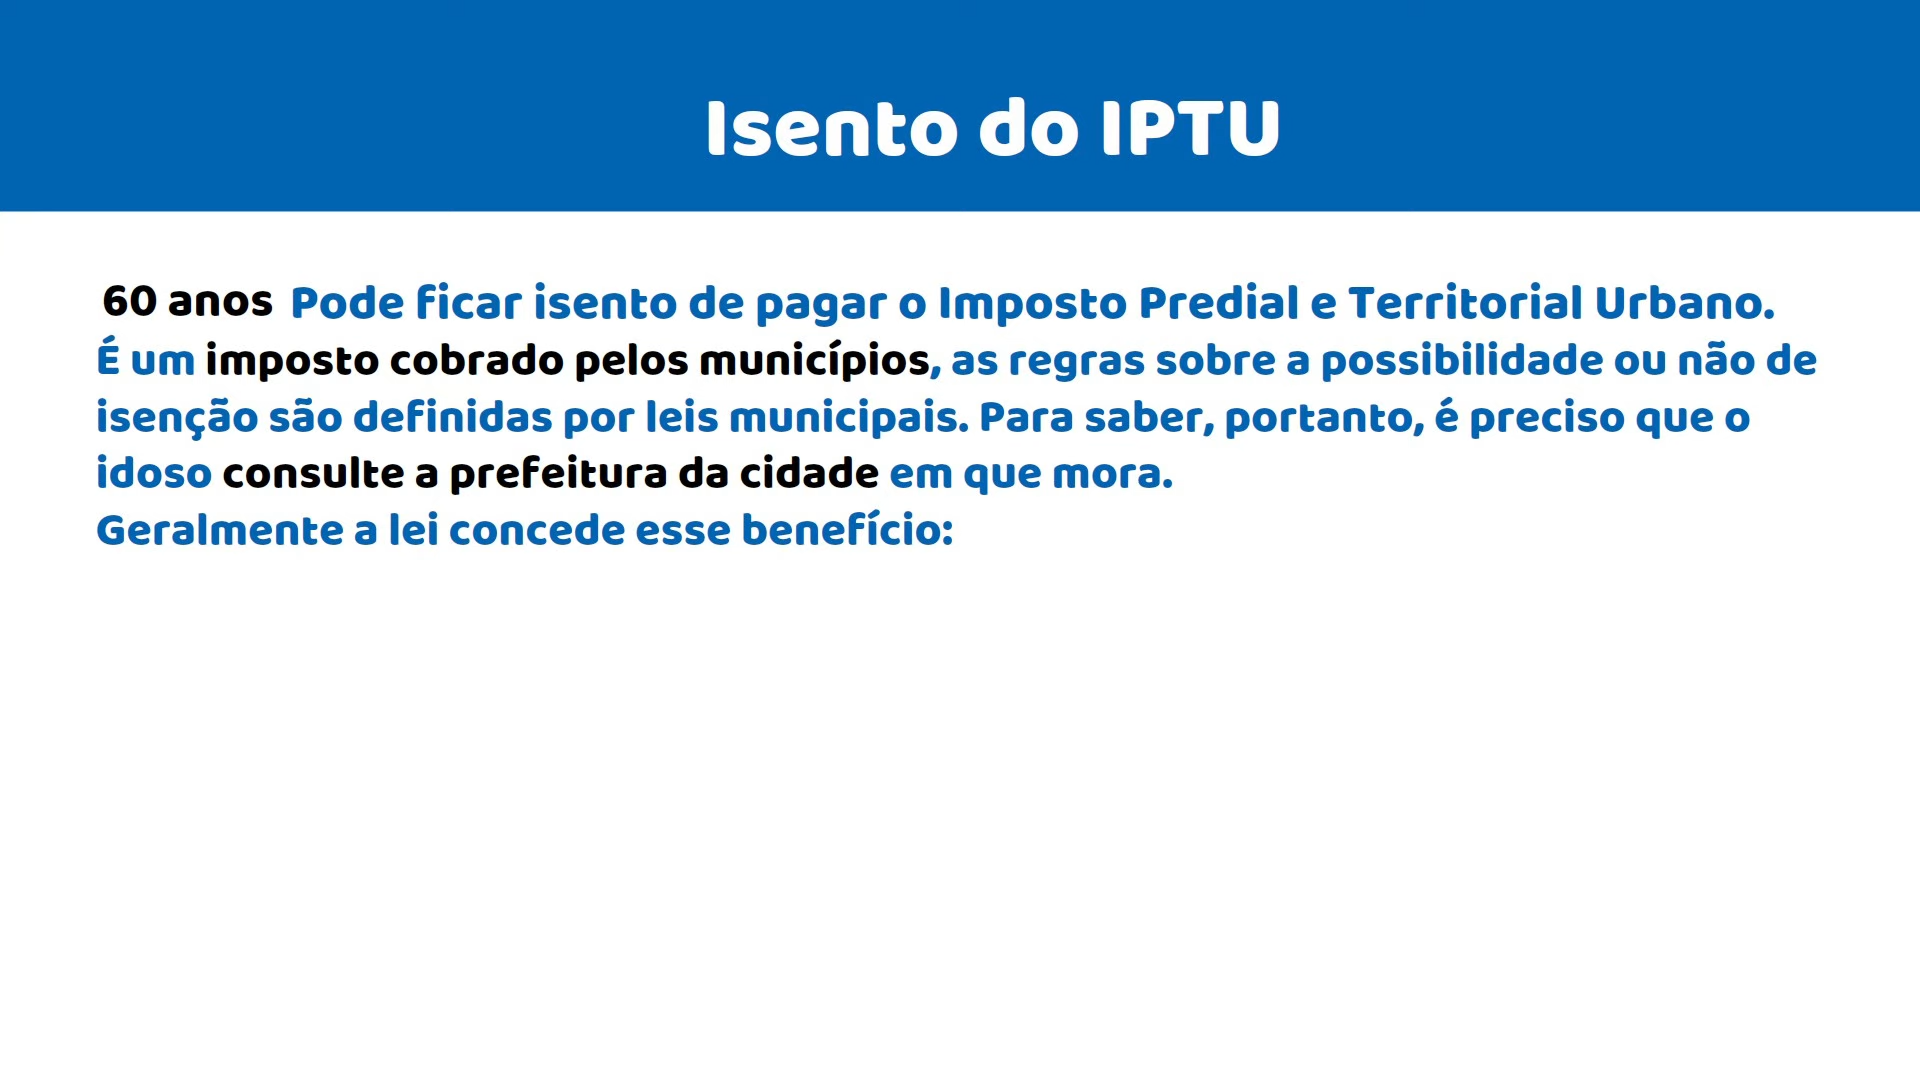 Isento do IPTU
60 anos Pode ficar isento de pagar o Imposto Predial e Territorial Urbano.
É um imposto cobrado pelos municípios, as regras sobre a possibilidade ou não de
isenção são definidas por leis municipais. Para saber, portanto, é preciso que o
idoso consulte a prefeitura da cidade em que mora.
Geralmente a lei concede esse benefício: